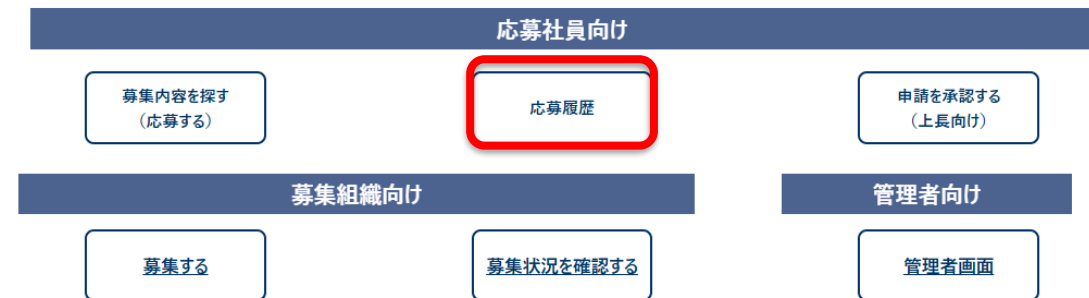 応募社員向け
募集内容を探す
（応募する）
応募履歴
申請を承認する
（上長向け）
募集組織向け
管理者向け
募集する
募集状況を確認する
管理者画面